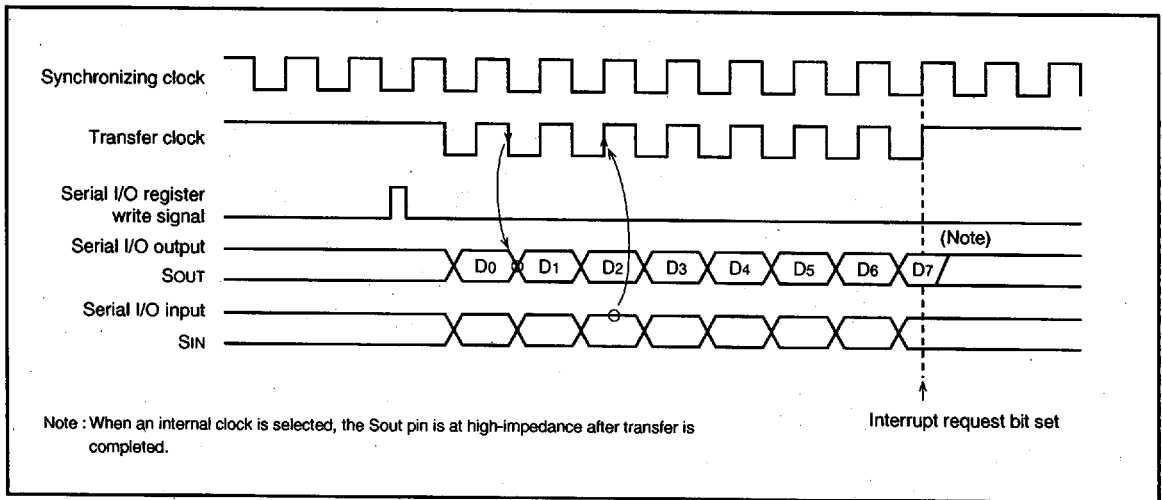 Synchronizing clock
Transfer clock
Serial I/O register
write signal
Serial I/O output
(Note)
SOUT
D0 D1 D2 D3 D4 D5 D6 D7
Serial I/O input
SIN
Note : When an internal clock is selected, the Sout pin is at high-impedance after transfer is
completed.
Interrupt request bit set